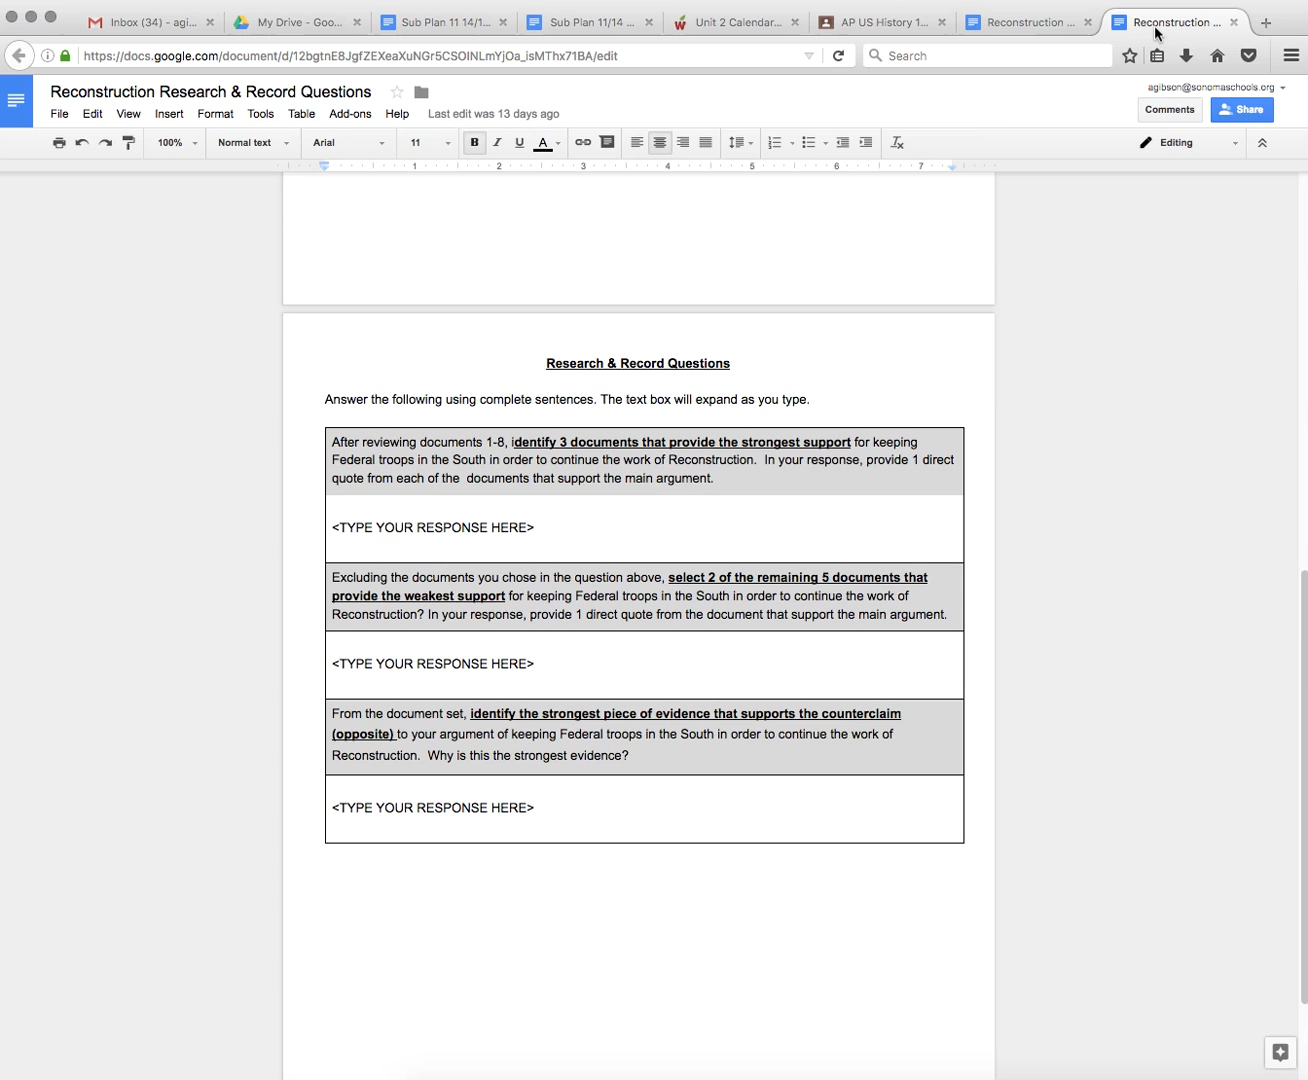 Inbox (34) - agi...
My Drive - Goo...
Sub Plan 11 14/1...
Sub Plan 11/14 ...
Unit 2 Calendar...
AP US History 1...
Reconstruction ...
Reconstruction ...
https://docs.google.com/document/d/12bgtnE8JgfZEXeaXuNGr5CSOINLmYjOa_isMThx71BA/edit
Search
Reconstruction Research & Record Questions
agibson@sonomaschools.org
File Edit View Insert Format Tools Table Add-ons Help Last edit was 13 days ago
Comments
Share
100% Normal text Arial 11 B I U A Editing
1 2 3 4 5 6 7
Research & Record Questions
Answer the following using complete sentences. The text box will expand as you type.
After reviewing documents 1-8, identify 3 documents that provide the strongest support for keeping
Federal troops in the South in order to continue the work of Reconstruction. In your response, provide 1 direct
quote from each of the documents that support the main argument.
<TYPE YOUR RESPONSE HERE>
Excluding the documents you chose in the question above, select 2 of the remaining 5 documents that
provide the weakest support for keeping Federal troops in the South in order to continue the work of
Reconstruction? In your response, provide 1 direct quote from the document that support the main argument.
<TYPE YOUR RESPONSE HERE>
From the document set, identify the strongest piece of evidence that supports the counterclaim
(opposite) to your argument of keeping Federal troops in the South in order to continue the work of
Reconstruction. Why is this the strongest evidence?
<TYPE YOUR RESPONSE HERE>